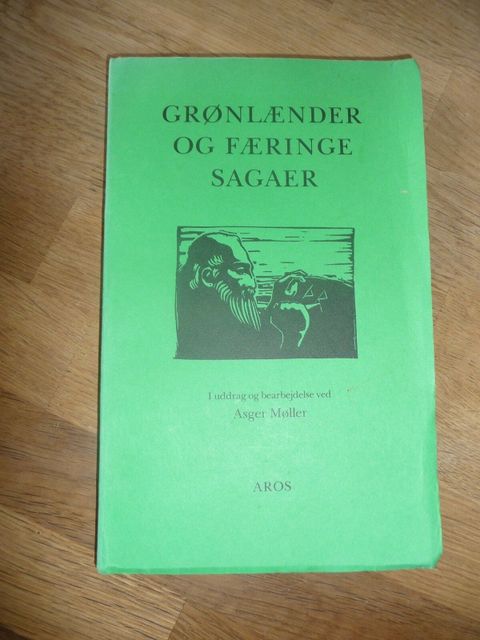 GRØNLÆNDER
OG FÆRINGE
SAGAER
I uddrag og bearbejdelse ved
Asger Møller
AROS